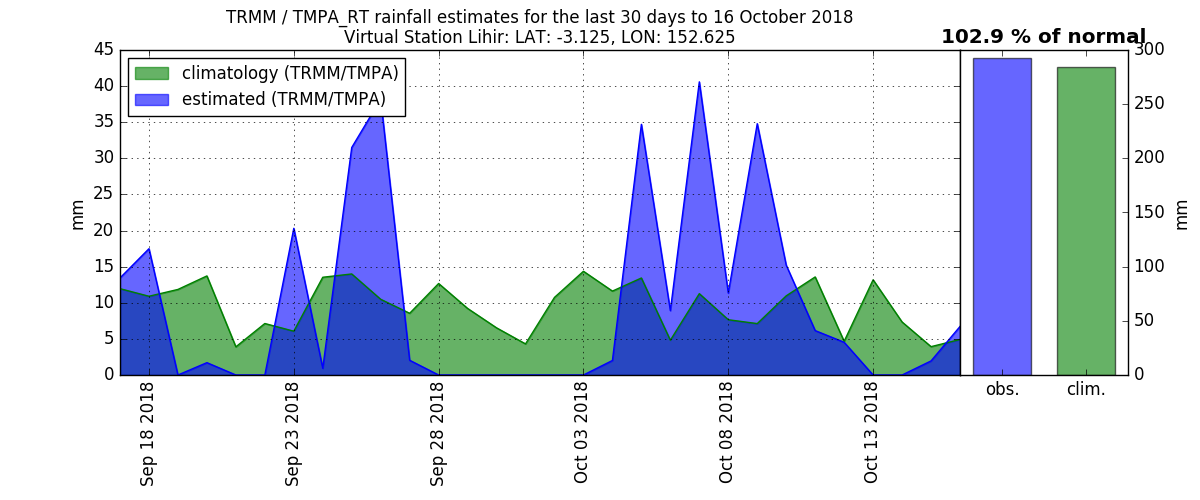 TRMM / TMPA_RT rainfall estimates for the last 30 days to 16 October 2018
Virtual Station Lihir: LAT: -3.125, LON: 152.625
102.9 % of normal
climatology (TRMM/TMPA)
estimated (TRMM/TMPA)
45
40
35
30
25
20
15
10
5
0
mm
Sep 18 2018
Sep 23 2018
Sep 28 2018
Oct 03 2018
Oct 08 2018
Oct 13 2018
300
250
200
150
100
50
0
mm
obs.
clim.